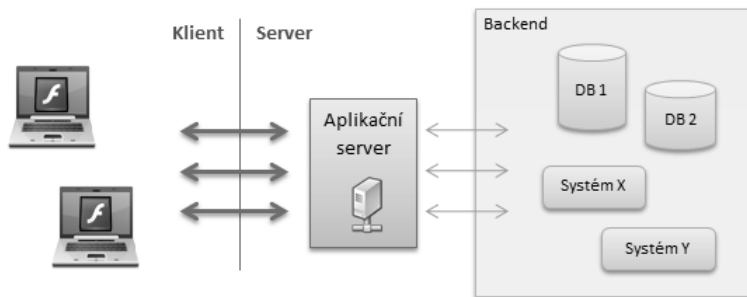 Klient
Server
Aplikační
server
Backend
DB 1
DB 2
Systém X
Systém Y